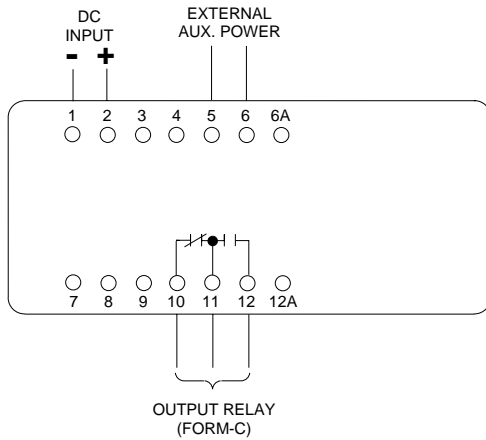 DC
INPUT
- +
EXTERNAL
AUX. POWER
1 2 3 4 5 6 6A
7 8 9 10 11 12 12A
OUTPUT RELAY
(FORM-C)